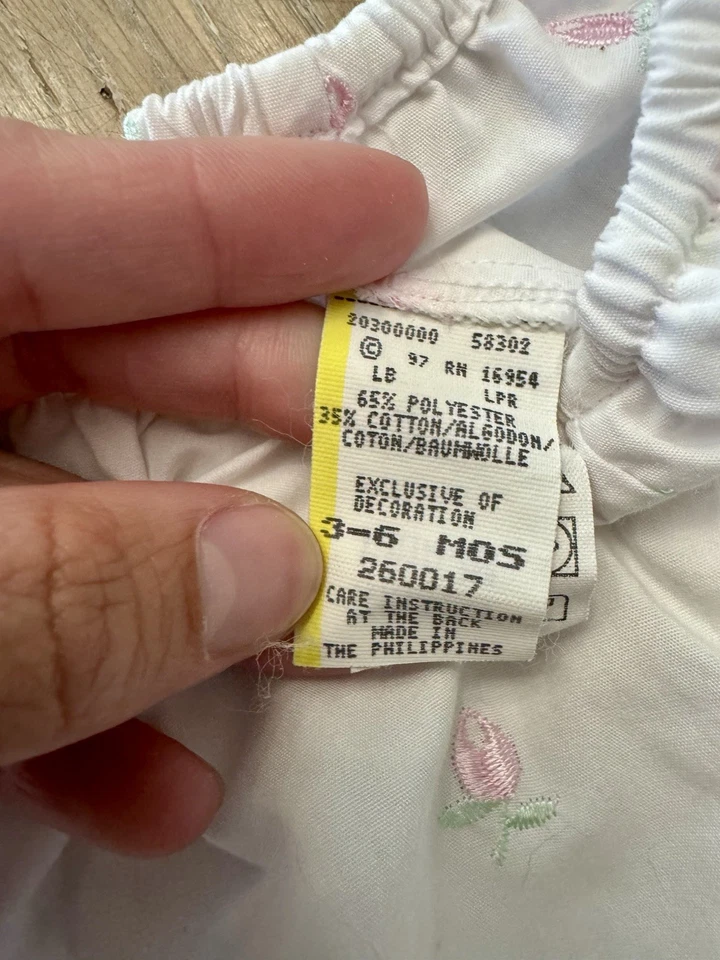 20300000 58302
© 97 RN 16954
LB LPR
65% POLYESTER
35% COTTON/ALGODON/
COTON/BAUMWOLLE
EXCLUSIVE OF
DECORATION
3-6 MOS
260017
CARE INSTRUCTION
AT THE BACK
MADE IN
THE PHILIPPINES